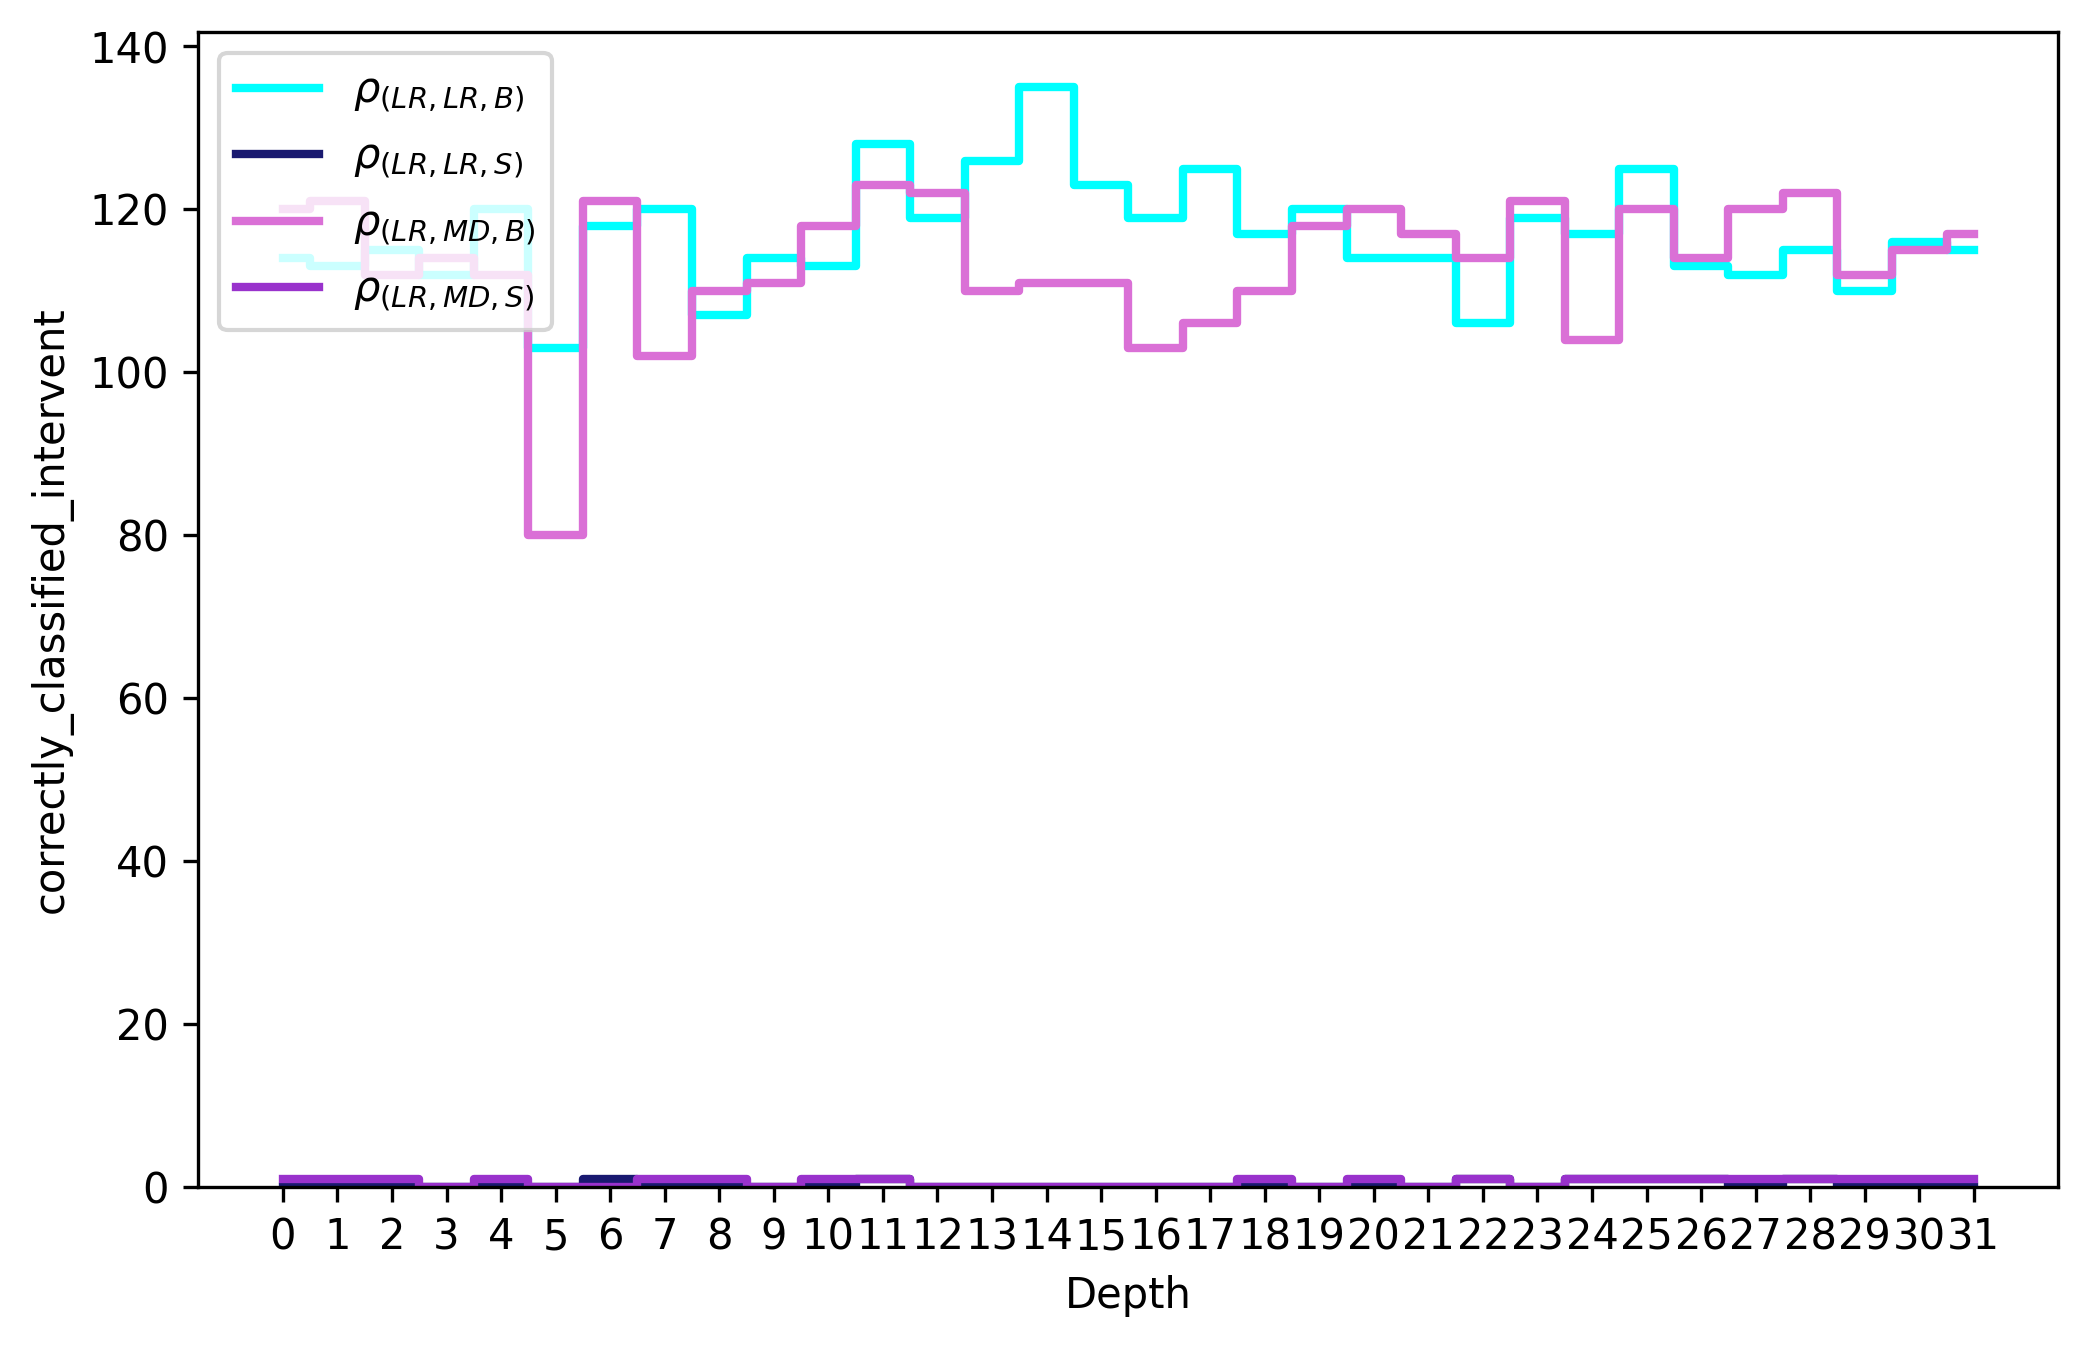 140
120
100
80
60
40
20
0
correctly_classified_intervent
ρ(LR, LR, B)
ρ(LR, LR, S)
ρ(LR, MD, B)
ρ(LR, MD, S)
0 1 2 3 4 5 6 7 8 9 10 11 12 13 14 15 16 17 18 19 20 21 22 23 24 25 26 27 28 29 30 31
Depth